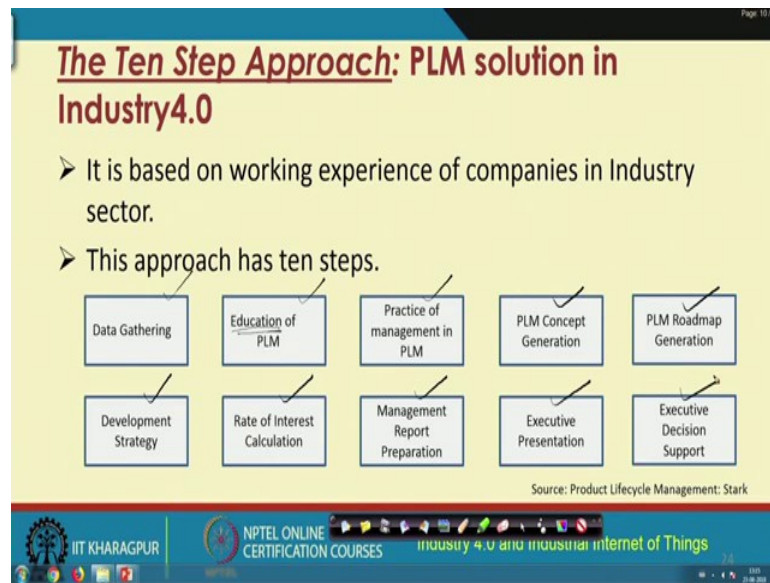 Page: 10 /
The Ten Step Approach: PLM solution in
Industry4.0
➢ It is based on working experience of companies in Industry
sector.
➢ This approach has ten steps.
Data Gathering
Education of
PLM
Practice of
management in
PLM
PLM Concept
Generation
PLM Roadmap
Generation
Development
Strategy
Rate of Interest
Calculation
Management
Report
Preparation
Executive
Presentation
Executive
Decision
Support
Source: Product Lifecycle Management: Stark
IIT KHARAGPUR
NPTEL ONLINE
CERTIFICATION COURSES
Industry 4.0 and Industrial Internet of Things
24